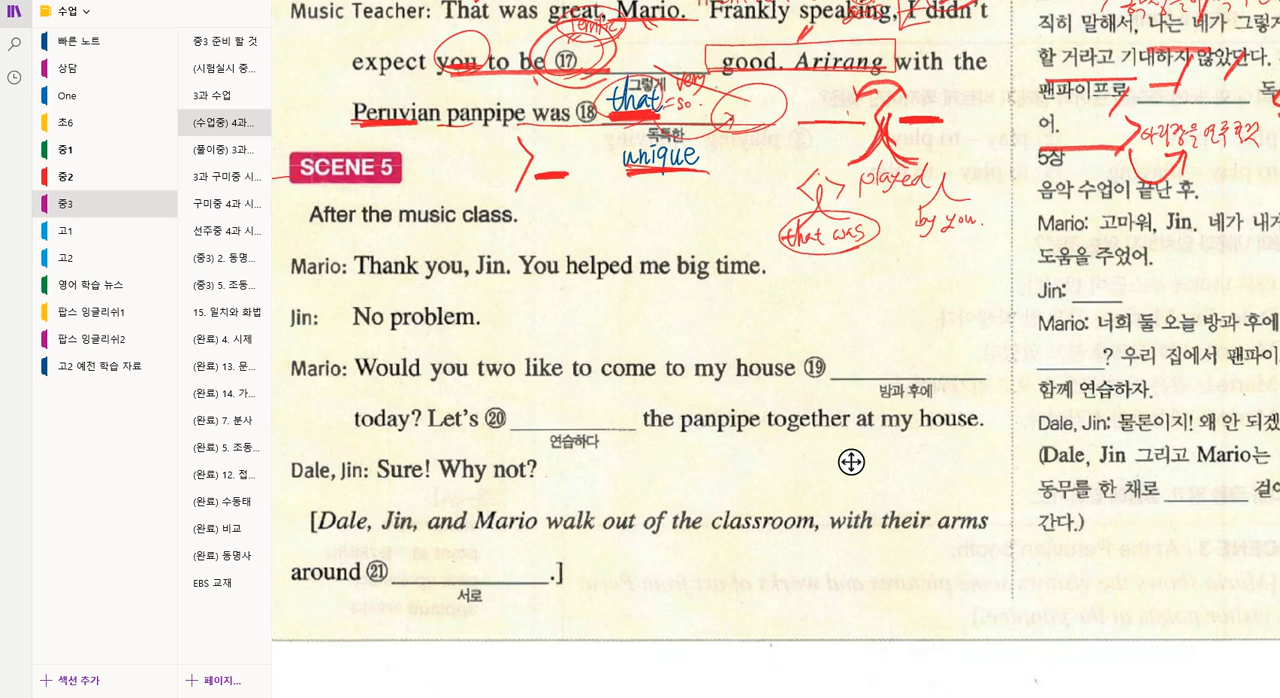 수업
빠른 노트
상담
One
초6
중1
중2
중3
고1
고2
영어 학습 뉴스
팝스 잉글리쉬1
팝스 잉글리쉬2
고2 예전 학습 자료
섹션 추가
중3 준비 할 것
(시험실시 중...
3과 수업
(수업중) 4과...
(풀이중) 3과...
3과 구미중 시...
구미중 4과 시...
선주중 4과 시...
(중3) 2. 동명...
(중3) 5. 조동...
15. 일치와 화법
(완료) 4. 시제
(완료) 13. 문...
(완료) 14. 가...
(완료) 7. 분사
(완료) 5. 조동...
(완료) 12. 접...
(완료) 수동태
(완료) 비교
(완료) 동명사
EBS 교재
페이지...
Music Teacher: That was great, Mario. Frankly speaking, I didn't
terrific
expect you to be ⑰ good. Arirang with the
그렇게 very
Peruvian panpipe was ⑱ that =so.
독특한
unique
SCENE 5
played
by you.
that was
After the music class.
Mario: Thank you, Jin. You helped me big time.
Jin: No problem.
Mario: Would you two like to come to my house ⑲
방과 후에
today? Let's ⑳ the panpipe together at my house.
연습하다
Dale, Jin: Sure! Why not?
[Dale, Jin, and Mario walk out of the classroom, with their arms
around ㉑ .]
서로
직히 말해서, 나는 네가 그렇게
할 거라고 기대하지 않았단다.
팬파이프로 독
어.
5장
음악 수업이 끝난 후.
Mario: 고마워, Jin. 네가 내게
도움을 주었어.
Jin:
Mario: 너희 둘 오늘 방과 후에
? 우리 집에서 팬파이
함께 연습하자.
Dale, Jin: 물론이지! 왜 안 되겠
(Dale, Jin 그리고 Mario는
동무를 한 채로 걸어
간다.)